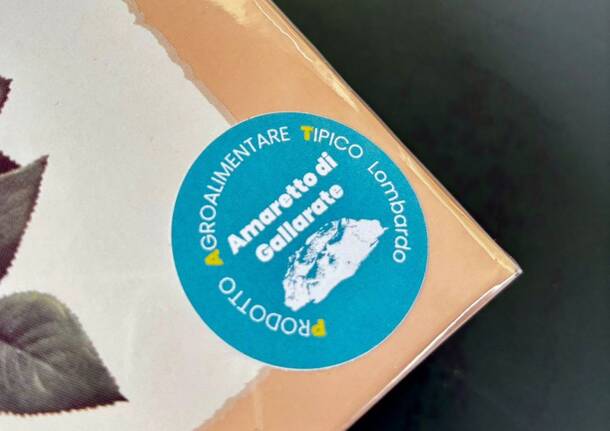 PRODOTTO AGROALIMENTARE TIPICO Lombardo
Amaretto di
Gallarate